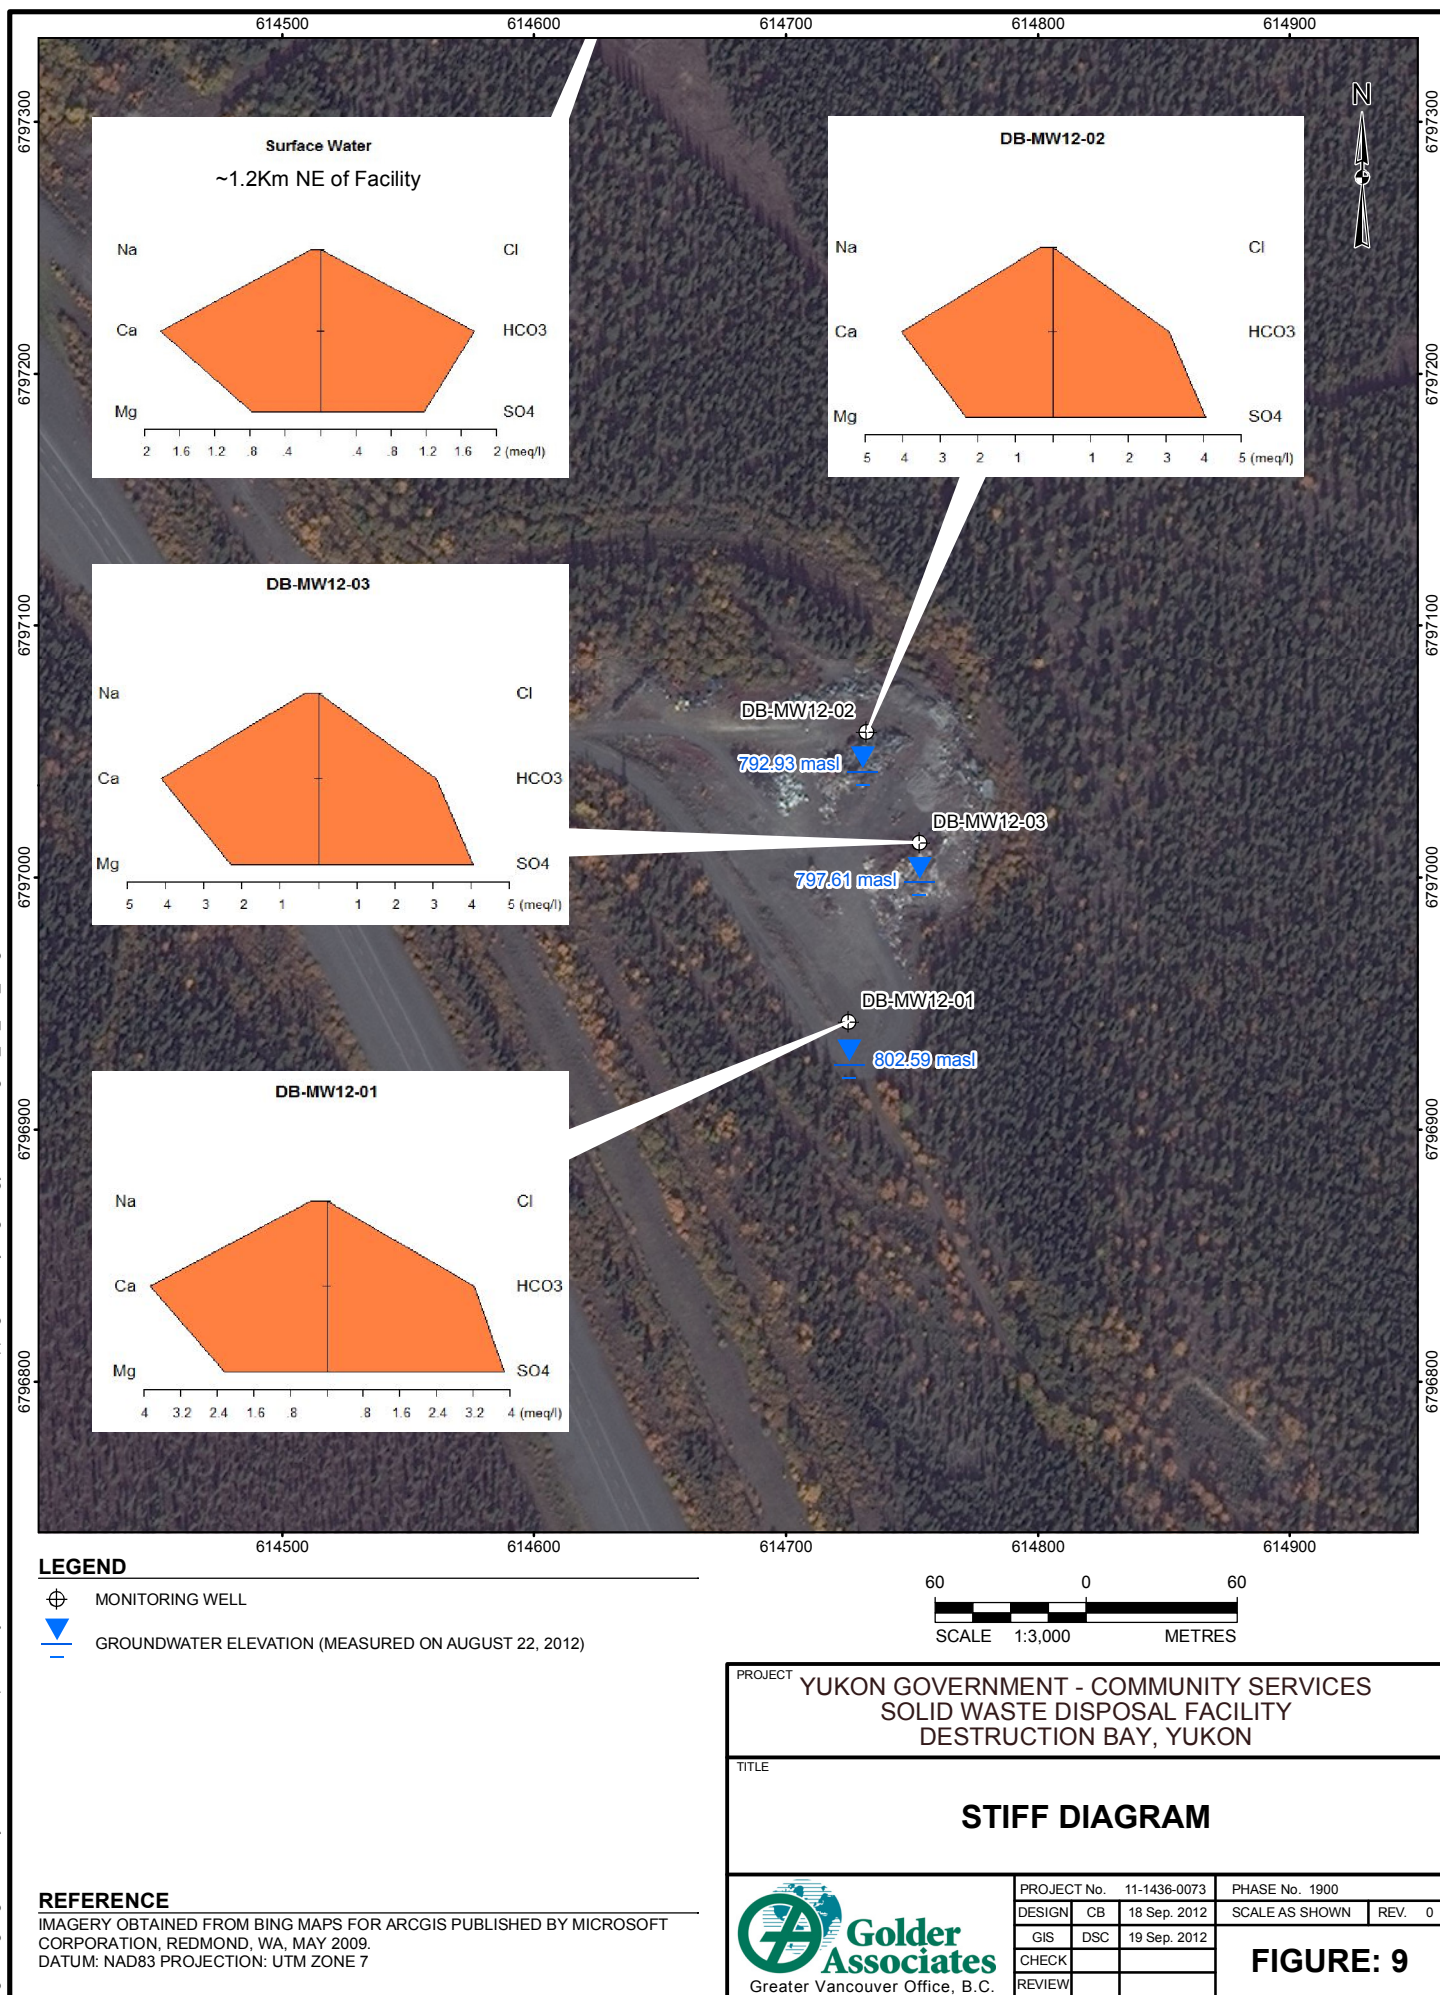 614500 614600 614700 614800 614900
6797300
6797200
6797100
6797000
6796900
6796800
6797300
6797200
6797100
6797000
6796900
6796800
N
Surface Water
~1.2Km NE of Facility
Na Cl
Ca HCO3
Mg SO4
2 1.6 1.2 .8 .4 .4 .8 1.2 1.6 2 (meq/l)
DB-MW12-02
Na Cl
Ca HCO3
Mg SO4
5 4 3 2 1 1 2 3 4 5 (meq/l)
DB-MW12-03
Na Cl
Ca HCO3
Mg SO4
5 4 3 2 1 1 2 3 4 5 (meq/l)
DB-MW12-02
792.93 masl
DB-MW12-03
797.61 masl
DB-MW12-01
802.59 masl
DB-MW12-01
Na Cl
Ca HCO3
Mg SO4
4 3.2 2.4 1.6 .8 .8 1.6 2.4 3.2 4 (meq/l)
614500 614600 614700 614800 614900
LEGEND
MONITORING WELL
GROUNDWATER ELEVATION (MEASURED ON AUGUST 22, 2012)
60 0 60
SCALE 1:3,000 METRES
REFERENCE
IMAGERY OBTAINED FROM BING MAPS FOR ARCGIS PUBLISHED BY MICROSOFT
CORPORATION, REDMOND, WA, MAY 2009.
DATUM: NAD83 PROJECTION: UTM ZONE 7
PROJECT
YUKON GOVERNMENT - COMMUNITY SERVICES
SOLID WASTE DISPOSAL FACILITY
DESTRUCTION BAY, YUKON
TITLE
STIFF DIAGRAM
Golder
Associates
Greater Vancouver Office, B.C.
PROJECT No. 11-1436-0073 PHASE No. 1900
DESIGN CB 18 Sep. 2012 SCALE AS SHOWN REV. 0
GIS DSC 19 Sep. 2012
CHECK
REVIEW
FIGURE: 9